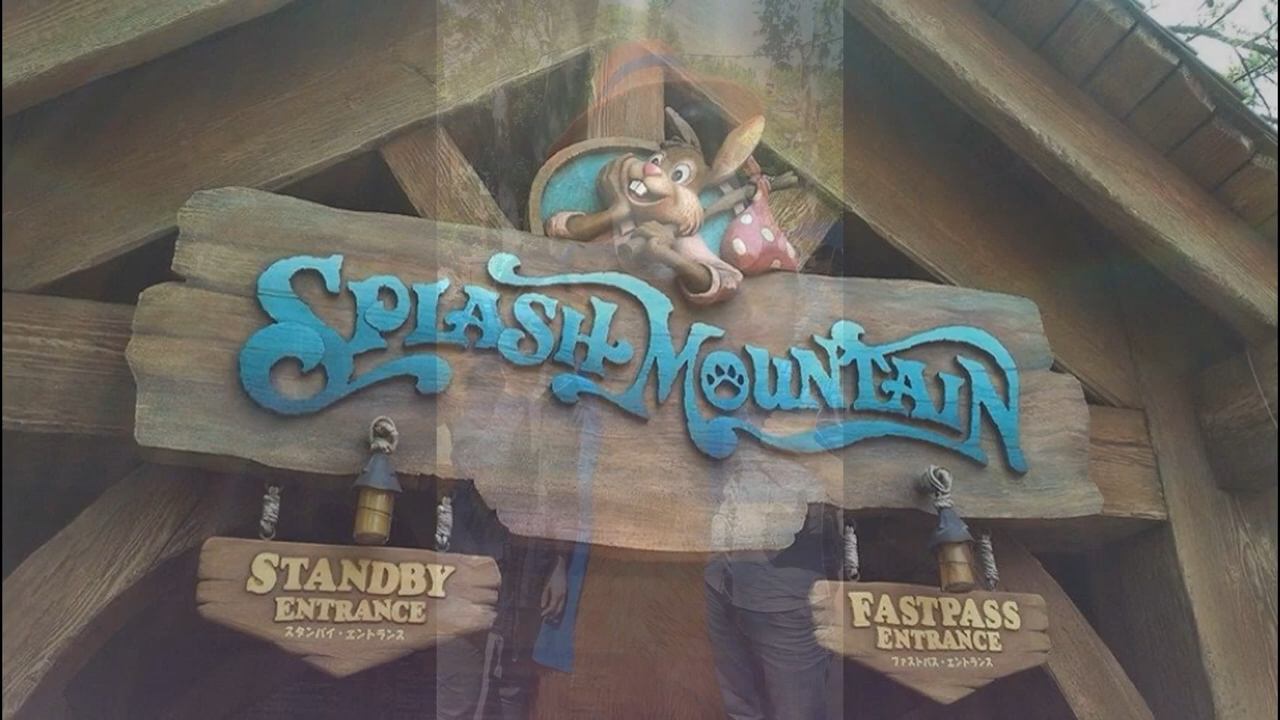 SPLASH MOUNTAIN
STANDBY
ENTRANCE
スタンバイ・エントランス
FASTPASS
ENTRANCE
ファストパス・エントランス